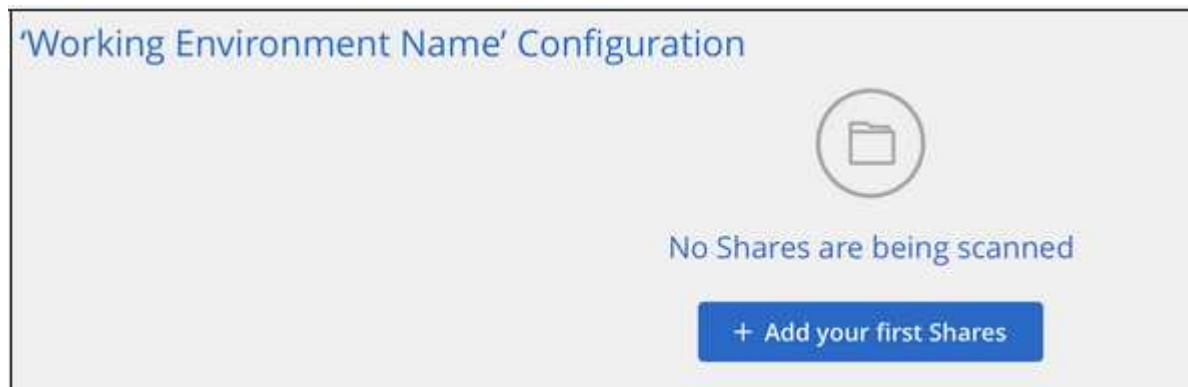 ‘Working Environment Name’ Configuration
No Shares are being scanned
+ Add your first Shares